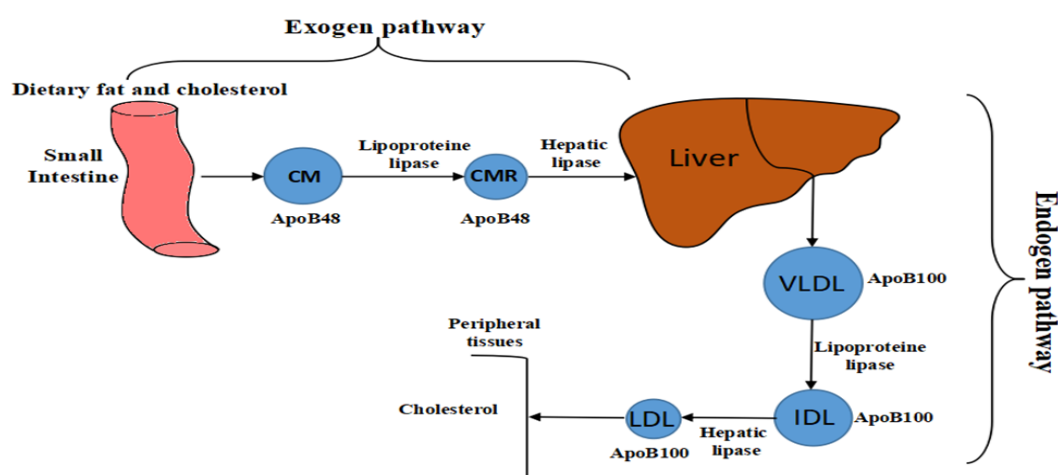 Exogen pathway
Dietary fat and cholesterol
Small
Intestine
CM
ApoB48
Lipoproteine
lipase
CMR
ApoB48
Hepatic
lipase
Liver
VLDL
ApoB100
Lipoproteine
lipase
IDL
ApoB100
Hepatic
lipase
LDL
ApoB100
Peripheral
tissues
Cholesterol
Endogen pathway